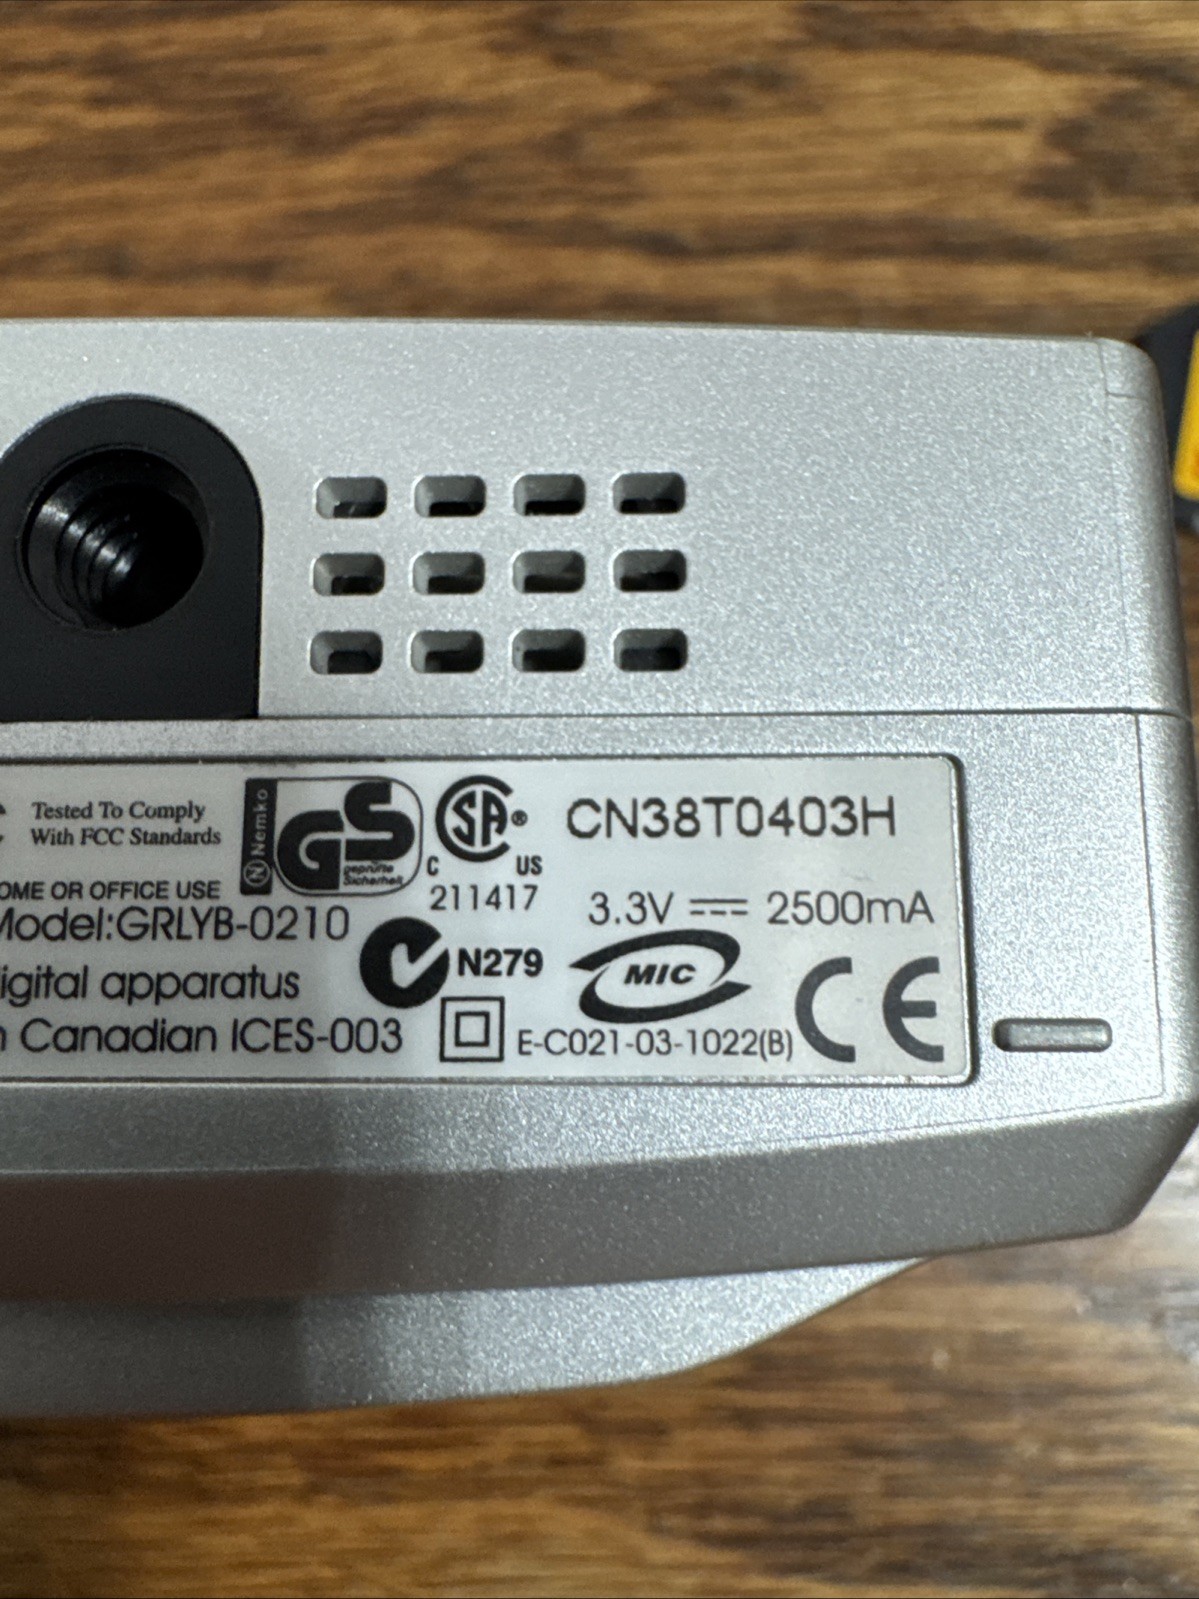 Tested To Comply
With FCC Standards
OME OR OFFICE USE
Model:GRLYB-0210
igital apparatus
n Canadian ICES-003
N Nemko
GS
geprüfte
Sicherheit
SA®
C US
211417
N279
CN38T0403H
3.3V 2500mA
MIC
E-C021-03-1022(B)
CE